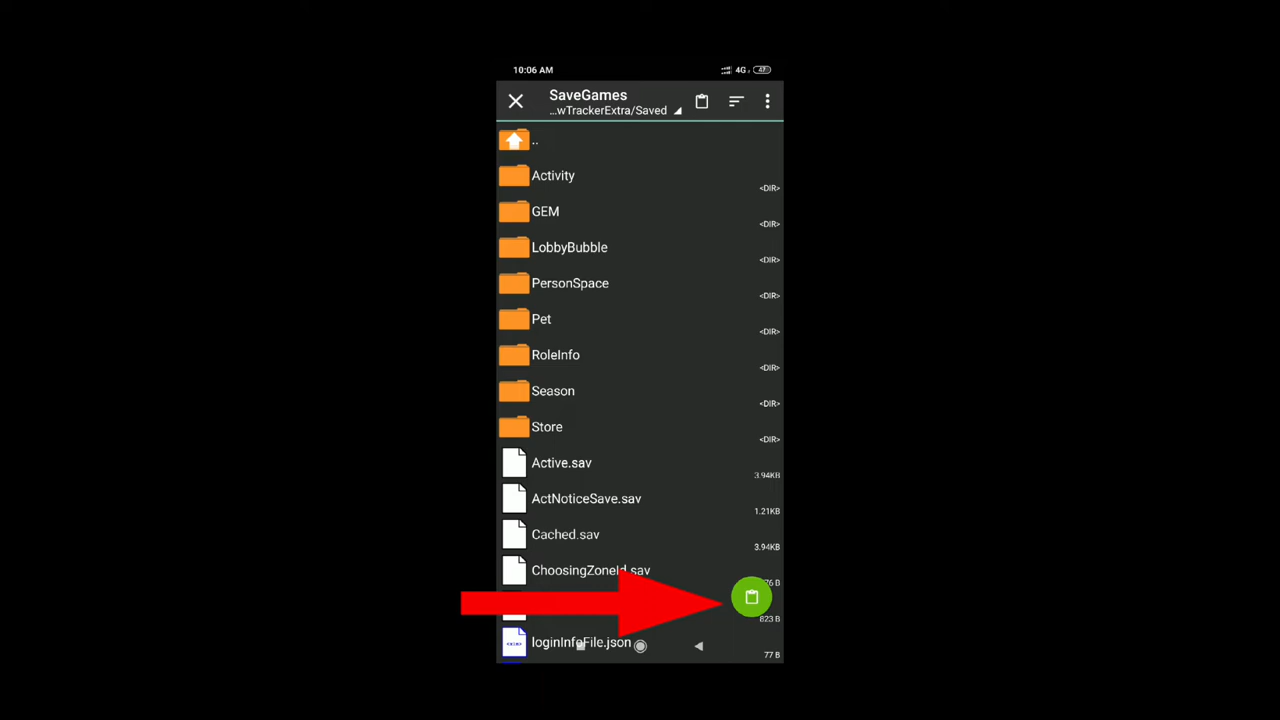 10:06 AM
4G
47
SaveGames
...wTrackerExtra/Saved
..
Activity
<DIR>
GEM
<DIR>
LobbyBubble
<DIR>
PersonSpace
<DIR>
Pet
<DIR>
RoleInfo
<DIR>
Season
<DIR>
Store
<DIR>
Active.sav
3.94KB
ActNoticeSave.sav
1.21KB
Cached.sav
3.94KB
ChoosingZoneId.sav
76 B
823 B
loginInfoFile.json
77 B